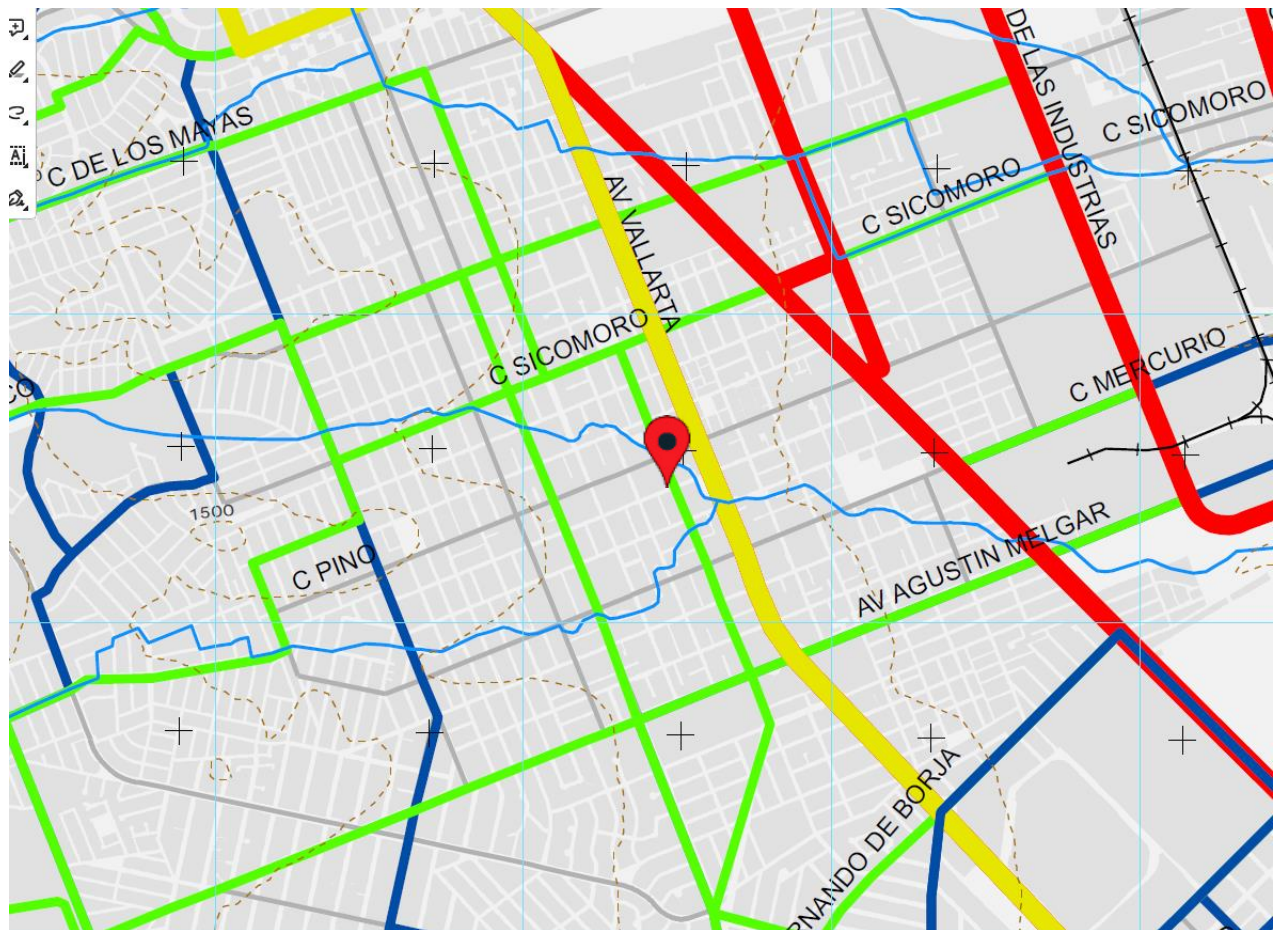 DE LAS INDUSTRIAS
C SICOMORO
C DE LOS MAYAS
C SICOMORO
AV VALLARTA
C SICOMORO
C MERCURIO
CO
1500
AV AGUSTIN MELGAR
C PINO
RNANDO DE BORJA